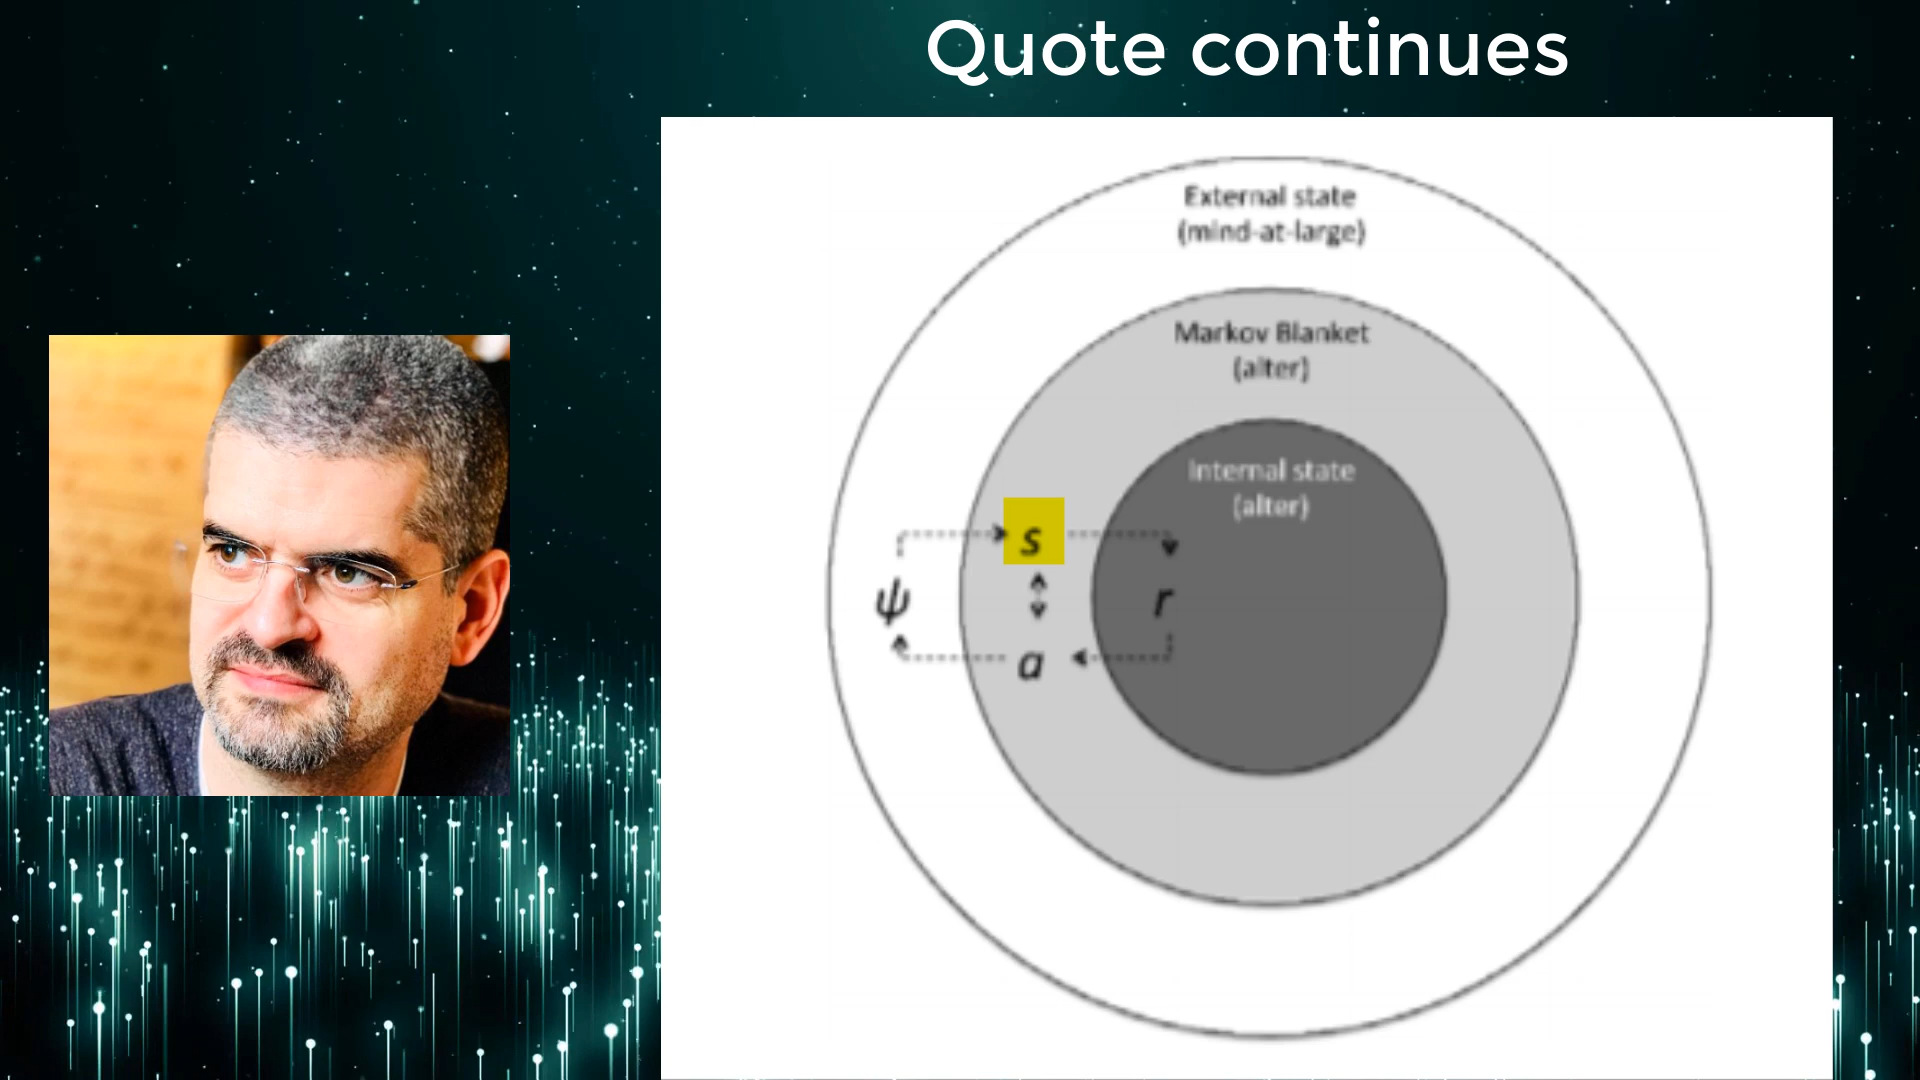 Quote continues
External state
(mind-at-large)
Markov Blanket
(alter)
Internal state
(alter)
s
ψ
r
a